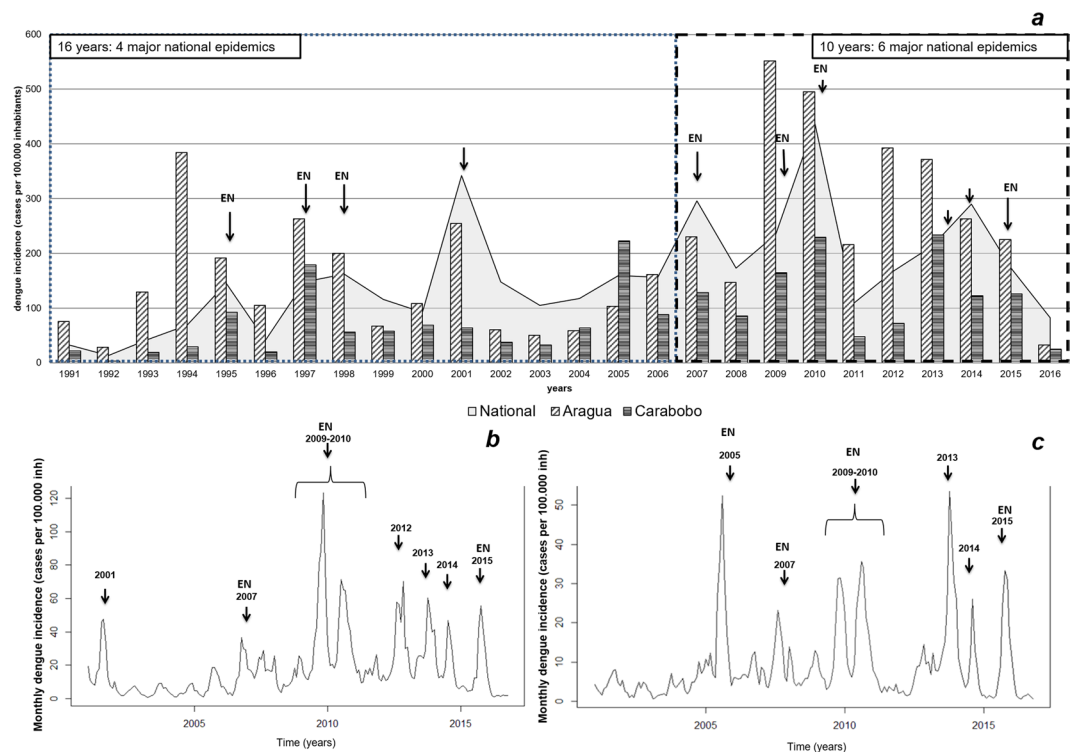 a
600
16 years: 4 major national epidemics
10 years: 6 major national epidemics
500
400
300
200
100
0
dengue incidence (cases per 100.000 inhabitants)
EN
EN
EN
EN
EN
EN
EN
1991 1992 1993 1994 1995 1996 1997 1998 1999 2000 2001 2002 2003 2004 2005 2006 2007 2008 2009 2010 2011 2012 2013 2014 2015 2016
years
National Aragua Carabobo
b
Monthly dengue incidence (cases per 100.000 inh)
120
100
80
60
40
20
0
2001
EN
2007
EN
2009-2010
2012
2013
2014
EN
2015
2005 2010 2015
Time (years)
c
Monthly dengue incidence (cases per 100.000 inh)
50
40
30
20
10
0
EN
2005
EN
2007
EN
2009-2010
2013
2014
EN
2015
2005 2010 2015
Time (years)